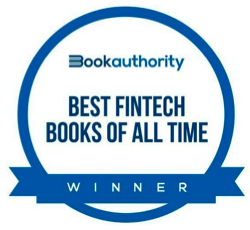 Bookauthority
BEST FINTECH
BOOKS OF ALL TIME
WINNER